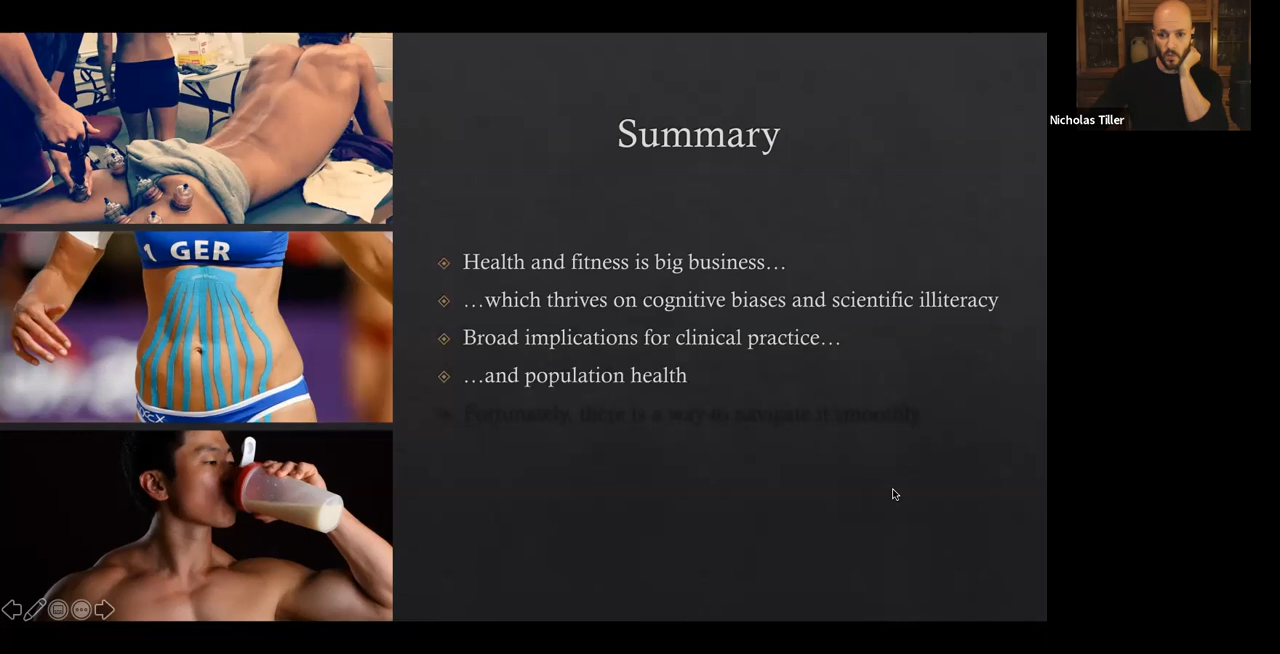 Summary
Health and fitness is big business…
…which thrives on cognitive biases and scientific illiteracy
Broad implications for clinical practice…
…and population health
Fortunately, there is a way to navigate it smoothly
1 GER
Nicholas Tiller